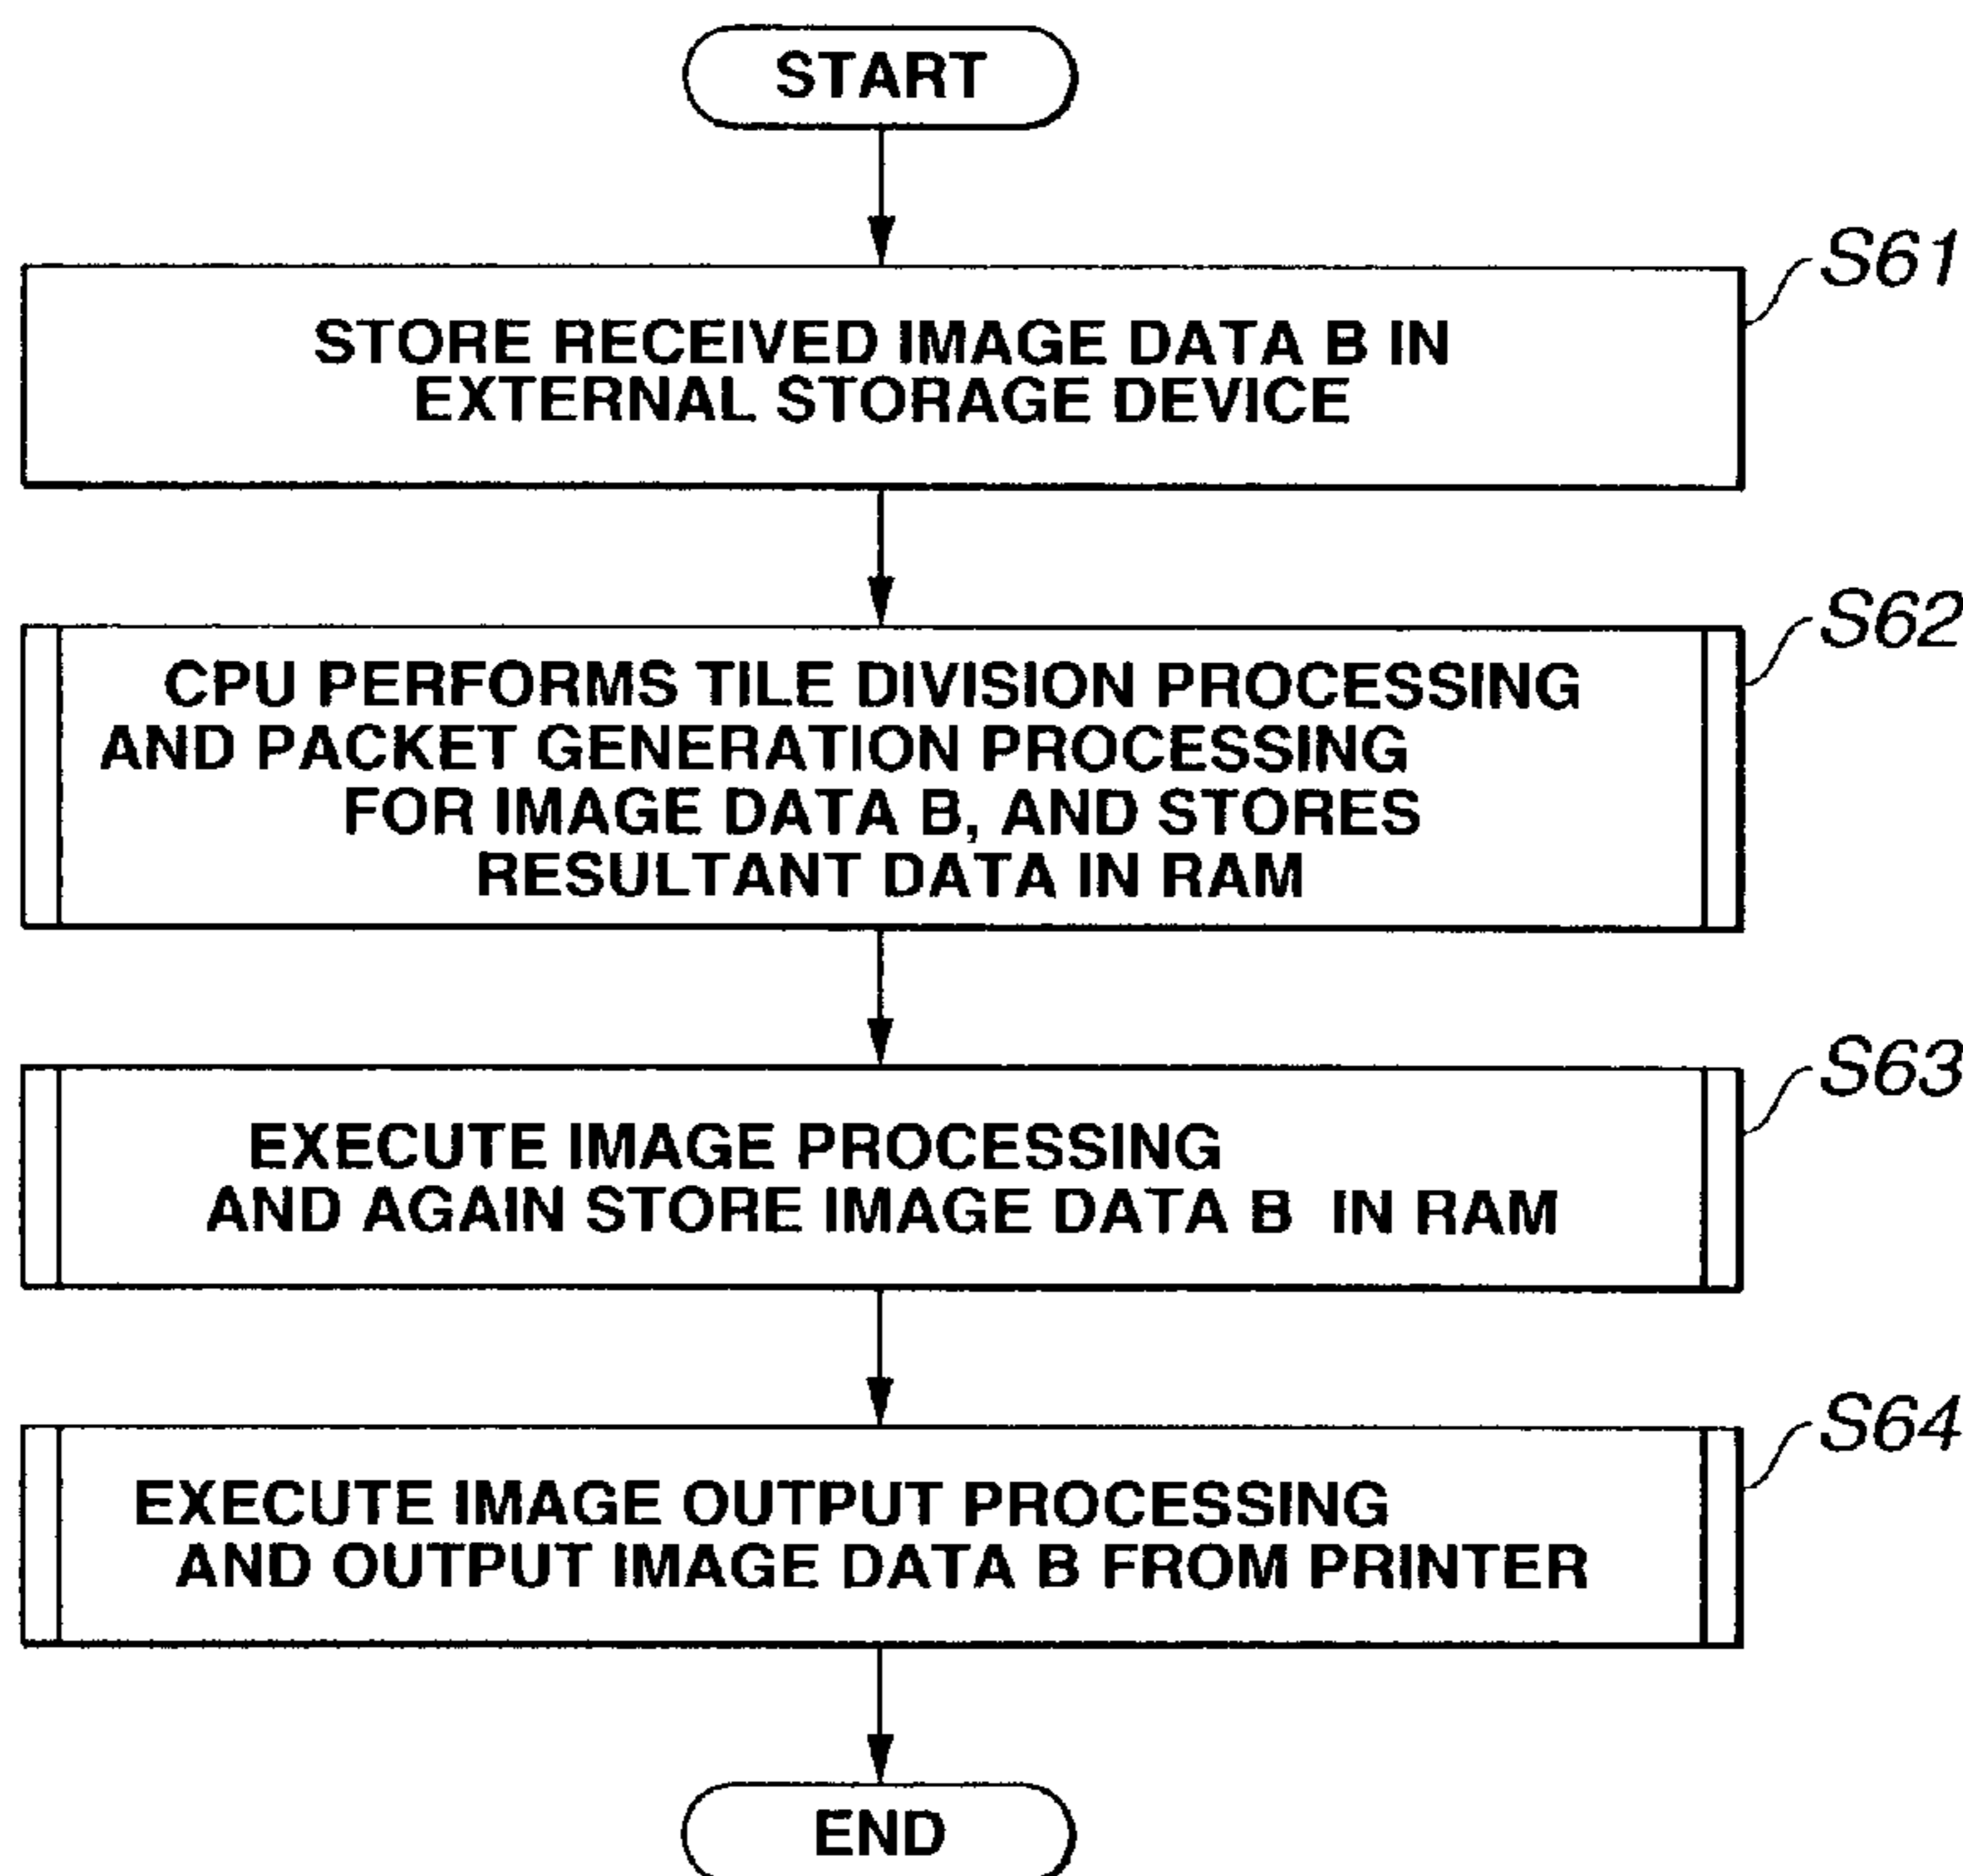 START
S61
STORE RECEIVED IMAGE DATA B IN
EXTERNAL STORAGE DEVICE
S62
CPU PERFORMS TILE DIVISION PROCESSING
AND PACKET GENERATION PROCESSING
FOR IMAGE DATA B, AND STORES
RESULTANT DATA IN RAM
S63
EXECUTE IMAGE PROCESSING
AND AGAIN STORE IMAGE DATA B IN RAM
S64
EXECUTE IMAGE OUTPUT PROCESSING
AND OUTPUT IMAGE DATA B FROM PRINTER
END